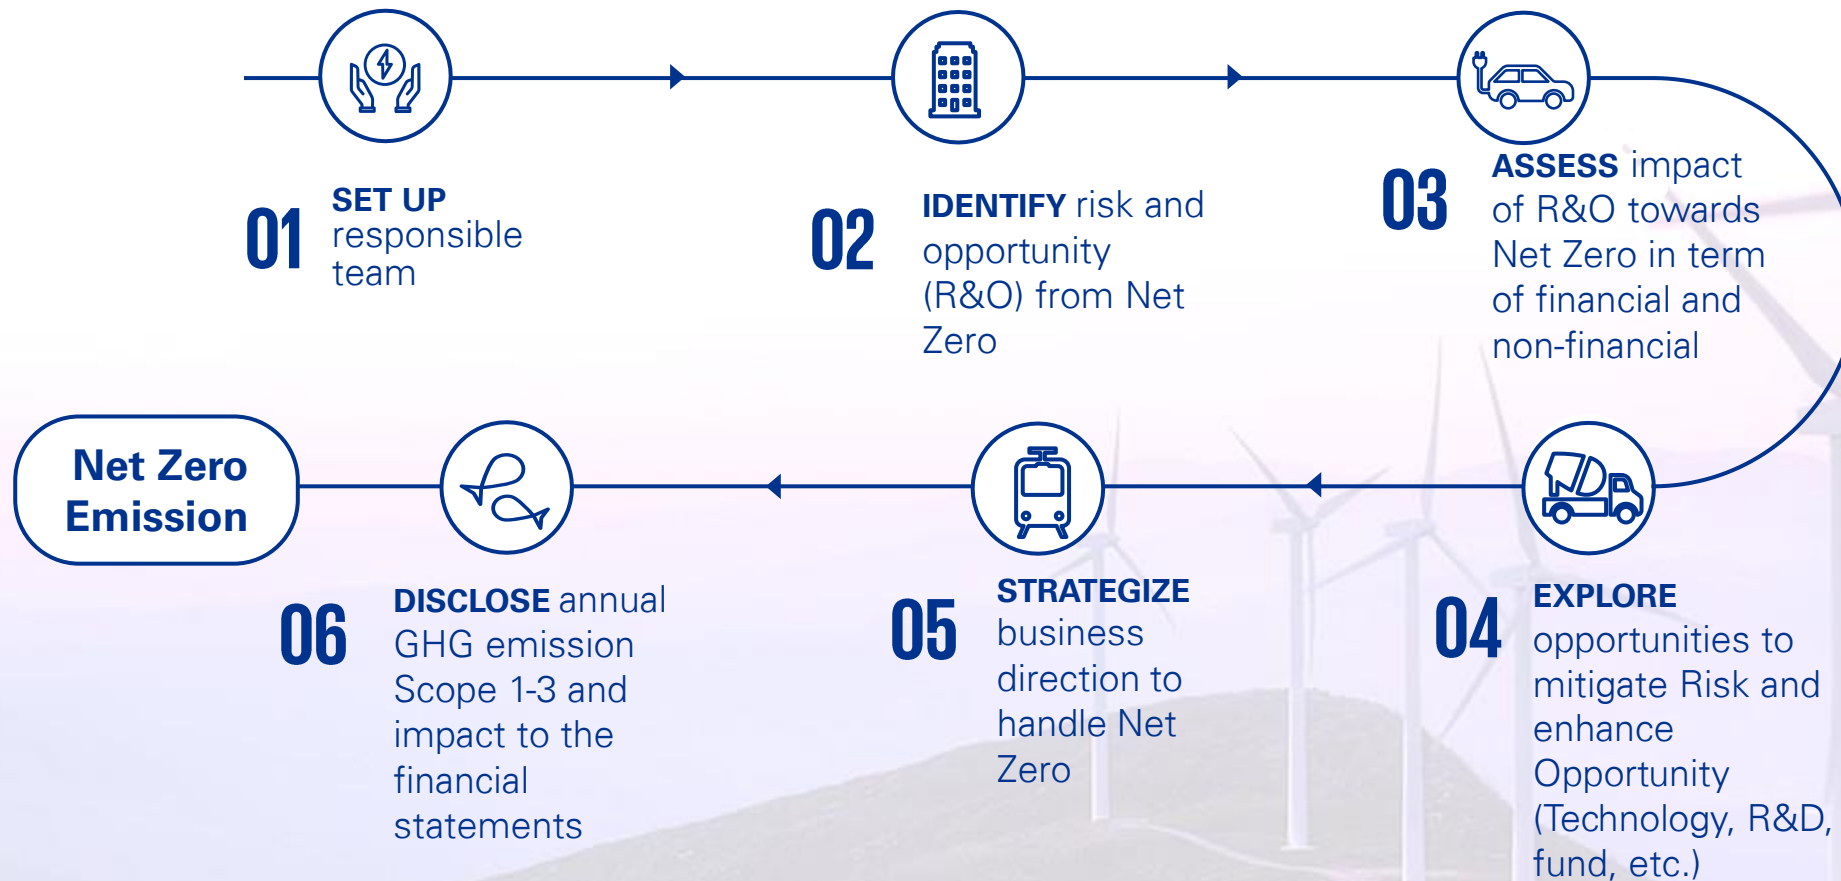 01
SET UP
responsible
team
02
IDENTIFY risk and
opportunity
(R&O) from Net
Zero
03
ASSESS impact
of R&O towards
Net Zero in term
of financial and
non-financial
04
EXPLORE
opportunities to
mitigate Risk and
enhance
Opportunity
(Technology, R&D,
fund, etc.)
05
STRATEGIZE
business
direction to
handle Net
Zero
06
DISCLOSE annual
GHG emission
Scope 1-3 and
impact to the
financial
statements
Net Zero
Emission